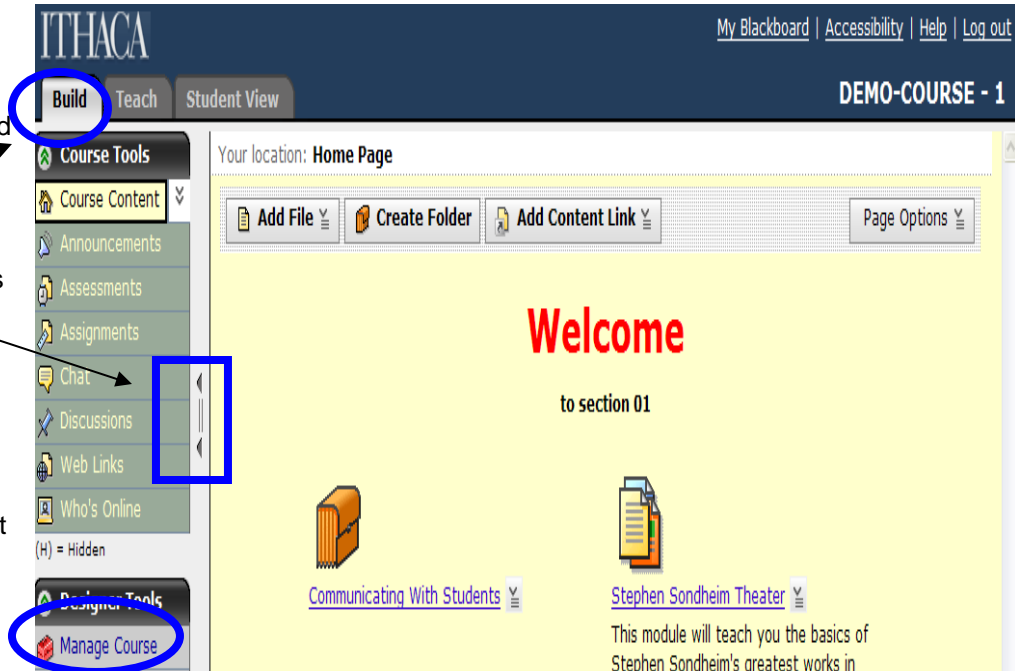 ITHACA
My Blackboard | Accessibility | Help | Log out
Build Teach Student View
DEMO-COURSE - 1
d
s
t
Course Tools
Course Content
Announcements
Assessments
Assignments
Chat
Discussions
Web Links
Who's Online
(H) = Hidden
Designer Tools
Manage Course
Your location: Home Page
Add File Create Folder Add Content Link Page Options
Welcome
to section 01
Communicating With Students
Stephen Sondheim Theater
This module will teach you the basics of
Stephen Sondheim's greatest works in